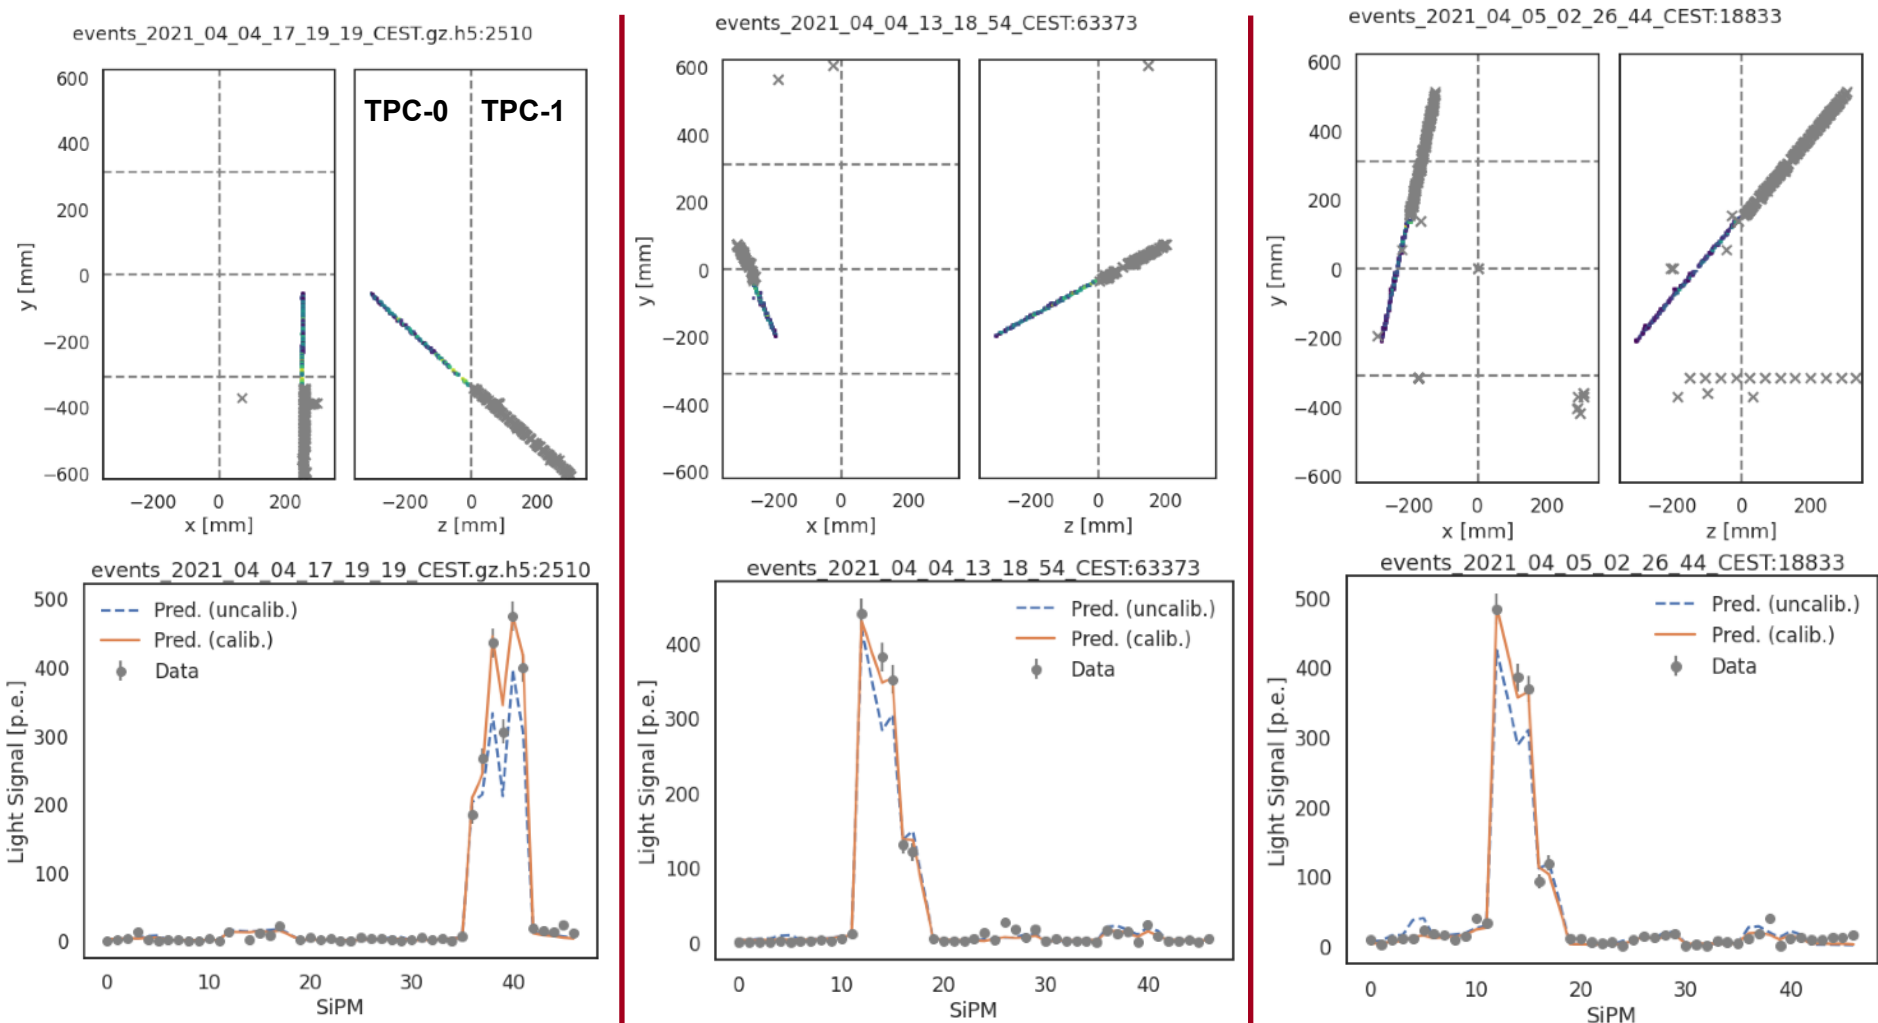 events_2021_04_04_17_19_19_CEST.gz.h5:2510
600
400
200
0
−200
−400
−600
y [mm]
TPC-0 TPC-1
−200 0 200
x [mm]
−200 0 200
z [mm]
events_2021_04_04_17_19_19_CEST.gz.h5:2510
500
400
300
200
100
0
Light Signal [p.e.]
Pred. (uncalib.)
Pred. (calib.)
Data
0 10 20 30 40
SiPM
events_2021_04_04_13_18_54_CEST:63373
600
400
200
0
−200
−400
−600
y [mm]
−200 0 200
x [mm]
−200 0 200
z [mm]
events_2021_04_04_13_18_54_CEST:63373
400
300
200
100
0
Light Signal [p.e.]
Pred. (uncalib.)
Pred. (calib.)
Data
0 10 20 30 40
SiPM
events_2021_04_05_02_26_44_CEST:18833
600
400
200
0
−200
−400
−600
y [mm]
−200 0 200
x [mm]
−200 0 200
z [mm]
events_2021_04_05_02_26_44_CEST:18833
500
400
300
200
100
0
Light Signal [p.e.]
Pred. (uncalib.)
Pred. (calib.)
Data
0 10 20 30 40
SiPM